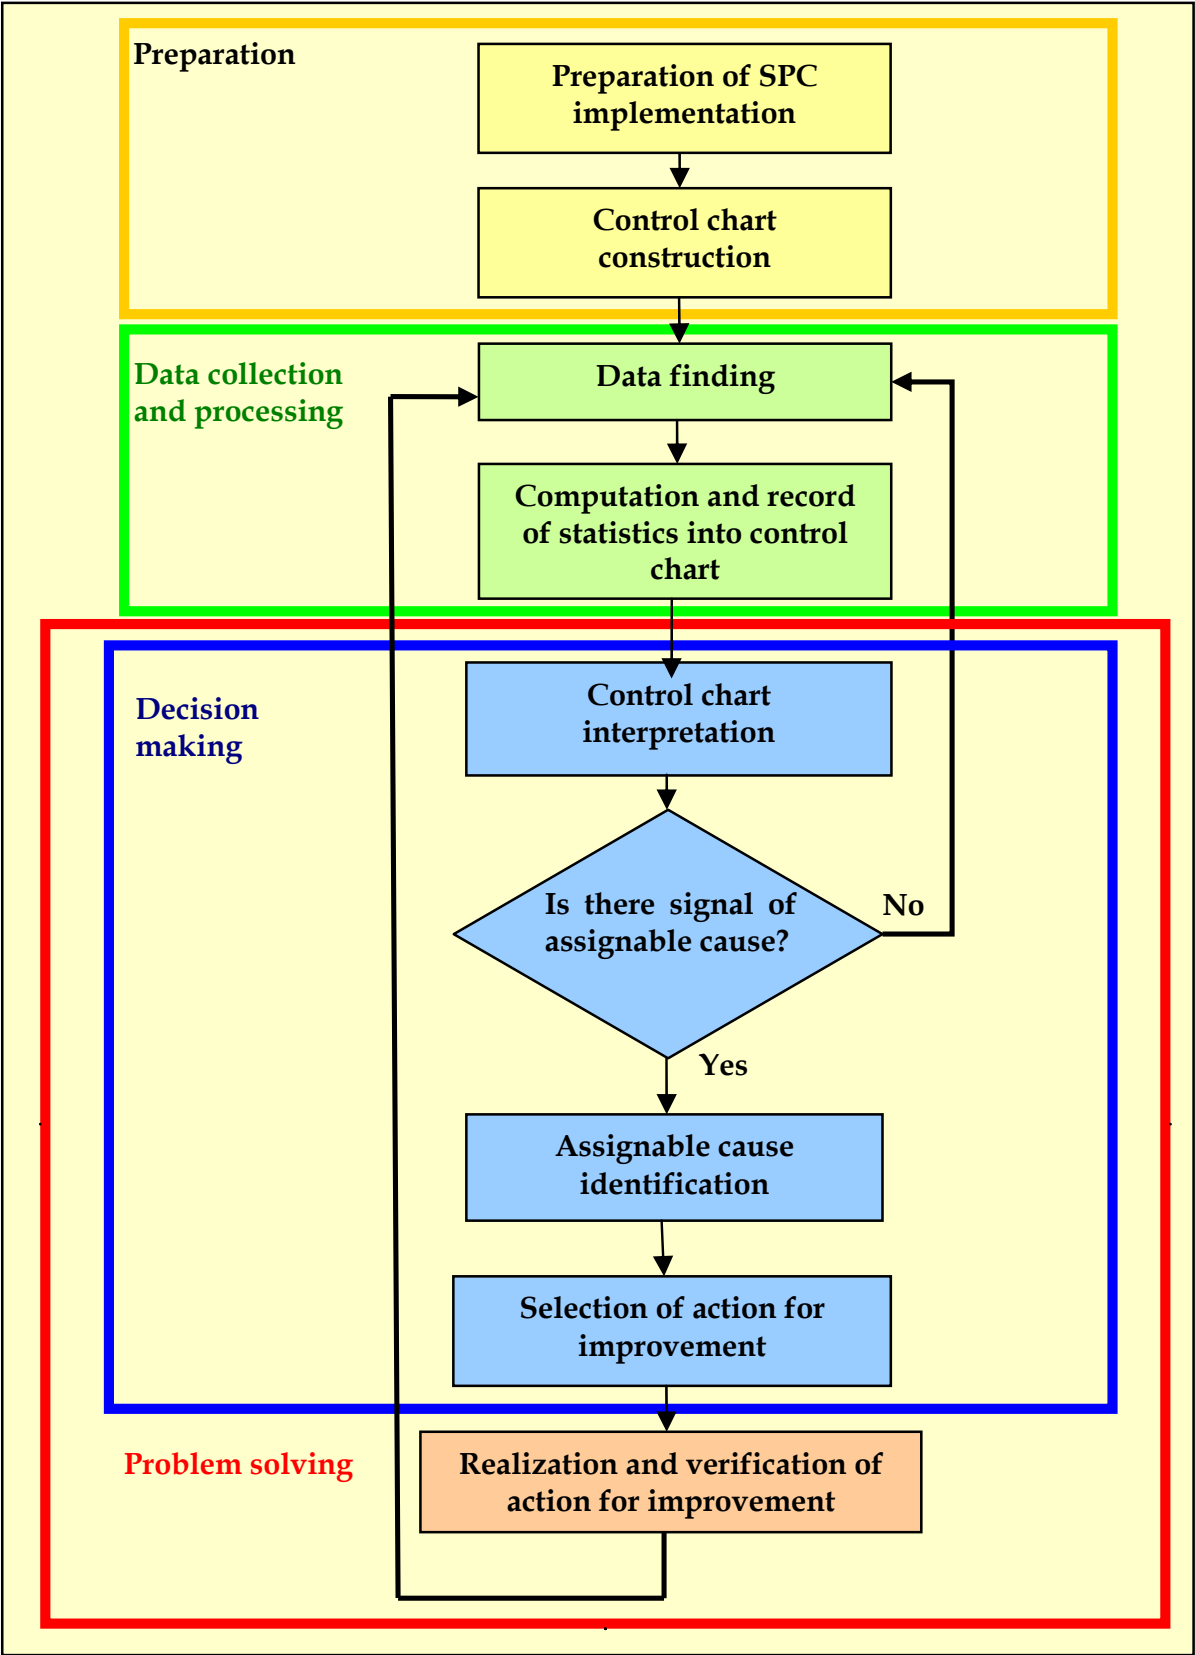 Preparation
Preparation of SPC
implementation
Control chart
construction
Data collection
and processing
Data finding
Computation and record
of statistics into control
chart
Decision
making
Control chart
interpretation
Is there signal of
assignable cause?
No
Yes
Assignable cause
identification
Selection of action for
improvement
Problem solving
Realization and verification of
action for improvement